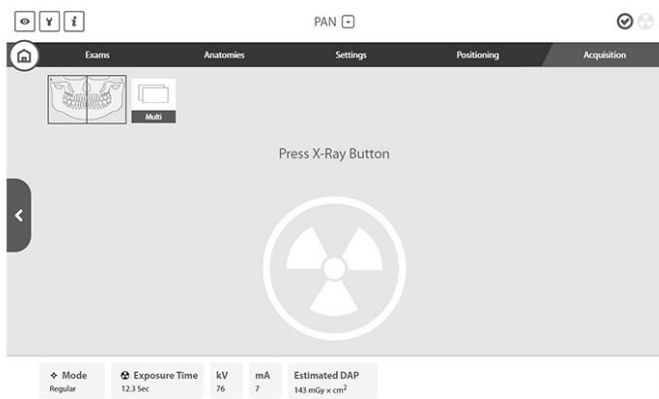 PAN
Exams Anatomies Settings Positioning Acquisition
Multi
Press X-Ray Button
Mode Exposure Time kV mA Estimated DAP
Regular 12.3 Sec 76 7 143 mGy × cm²